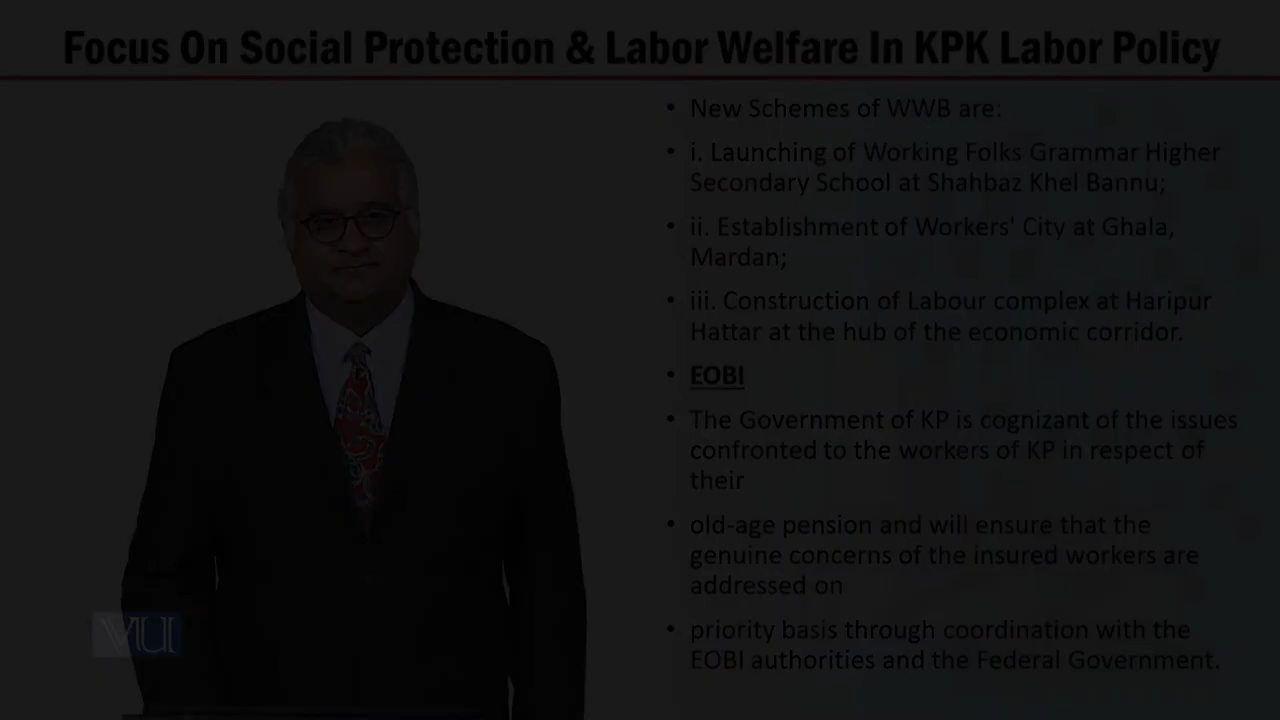 Focus On Social Protection & Labor Welfare In KPK Labor Policy
• New Schemes of WWB are:
• i. Launching of Working Folks Grammar Higher
Secondary School at Shahbaz Khel Bannu;
• ii. Establishment of Workers' City at Ghala,
Mardan;
• iii. Construction of Labour complex at Haripur
Hattar at the hub of the economic corridor.
• EOBI
• The Government of KP is cognizant of the issues
confronted to the workers of KP in respect of
their
• old-age pension and will ensure that the
genuine concerns of the insured workers are
addressed on
• priority basis through coordination with the
EOBI authorities and the Federal Government.
VU